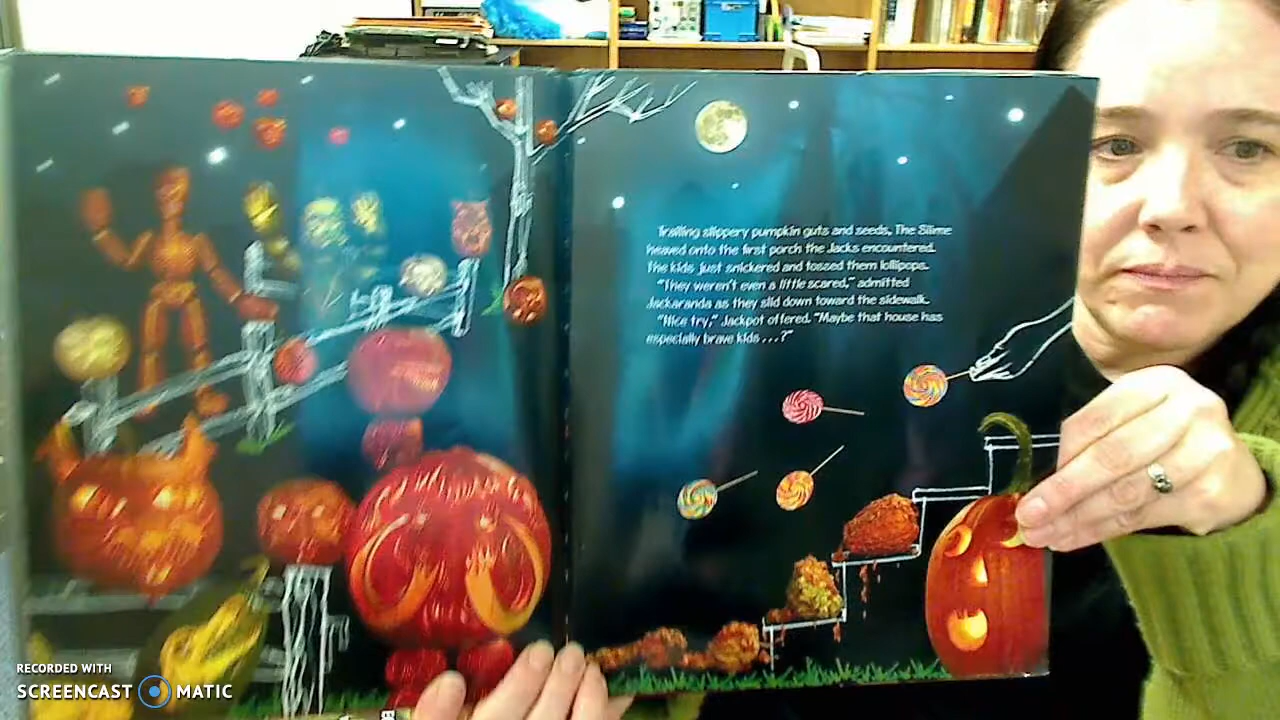 Trailing slippery pumpkin guts and seeds, The Slime
heaved onto the first porch the Jacks encountered.
The kids just snickered and tossed them lollipops.
"They weren't even a little scared," admitted
Jackaranda as they slid down toward the sidewalk.
"Nice try," Jackpot offered. "Maybe that house has
especially brave kids . . . ?"
RECORDED WITH
SCREENCAST MATIC